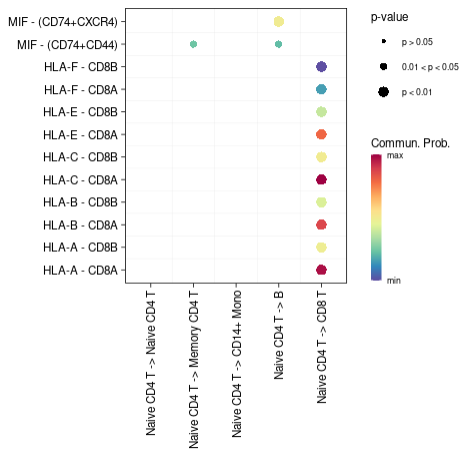 MIF - (CD74+CXCR4)
MIF - (CD74+CD44)
HLA-F - CD8B
HLA-F - CD8A
HLA-E - CD8B
HLA-E - CD8A
HLA-C - CD8B
HLA-C - CD8A
HLA-B - CD8B
HLA-B - CD8A
HLA-A - CD8B
HLA-A - CD8A
Naive CD4 T -> Naive CD4 T
Naive CD4 T -> Memory CD4 T
Naive CD4 T -> CD14+ Mono
Naive CD4 T -> B
Naive CD4 T -> CD8 T
p-value
p > 0.05
0.01 < p < 0.05
p < 0.01
Commun. Prob.
max
min